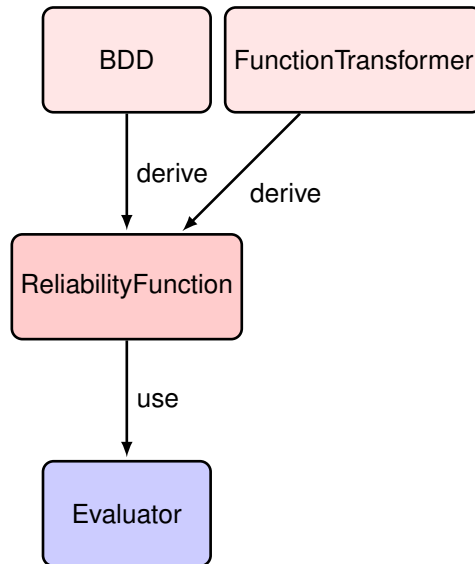 BDD
FunctionTransformer
derive
derive
ReliabilityFunction
use
Evaluator